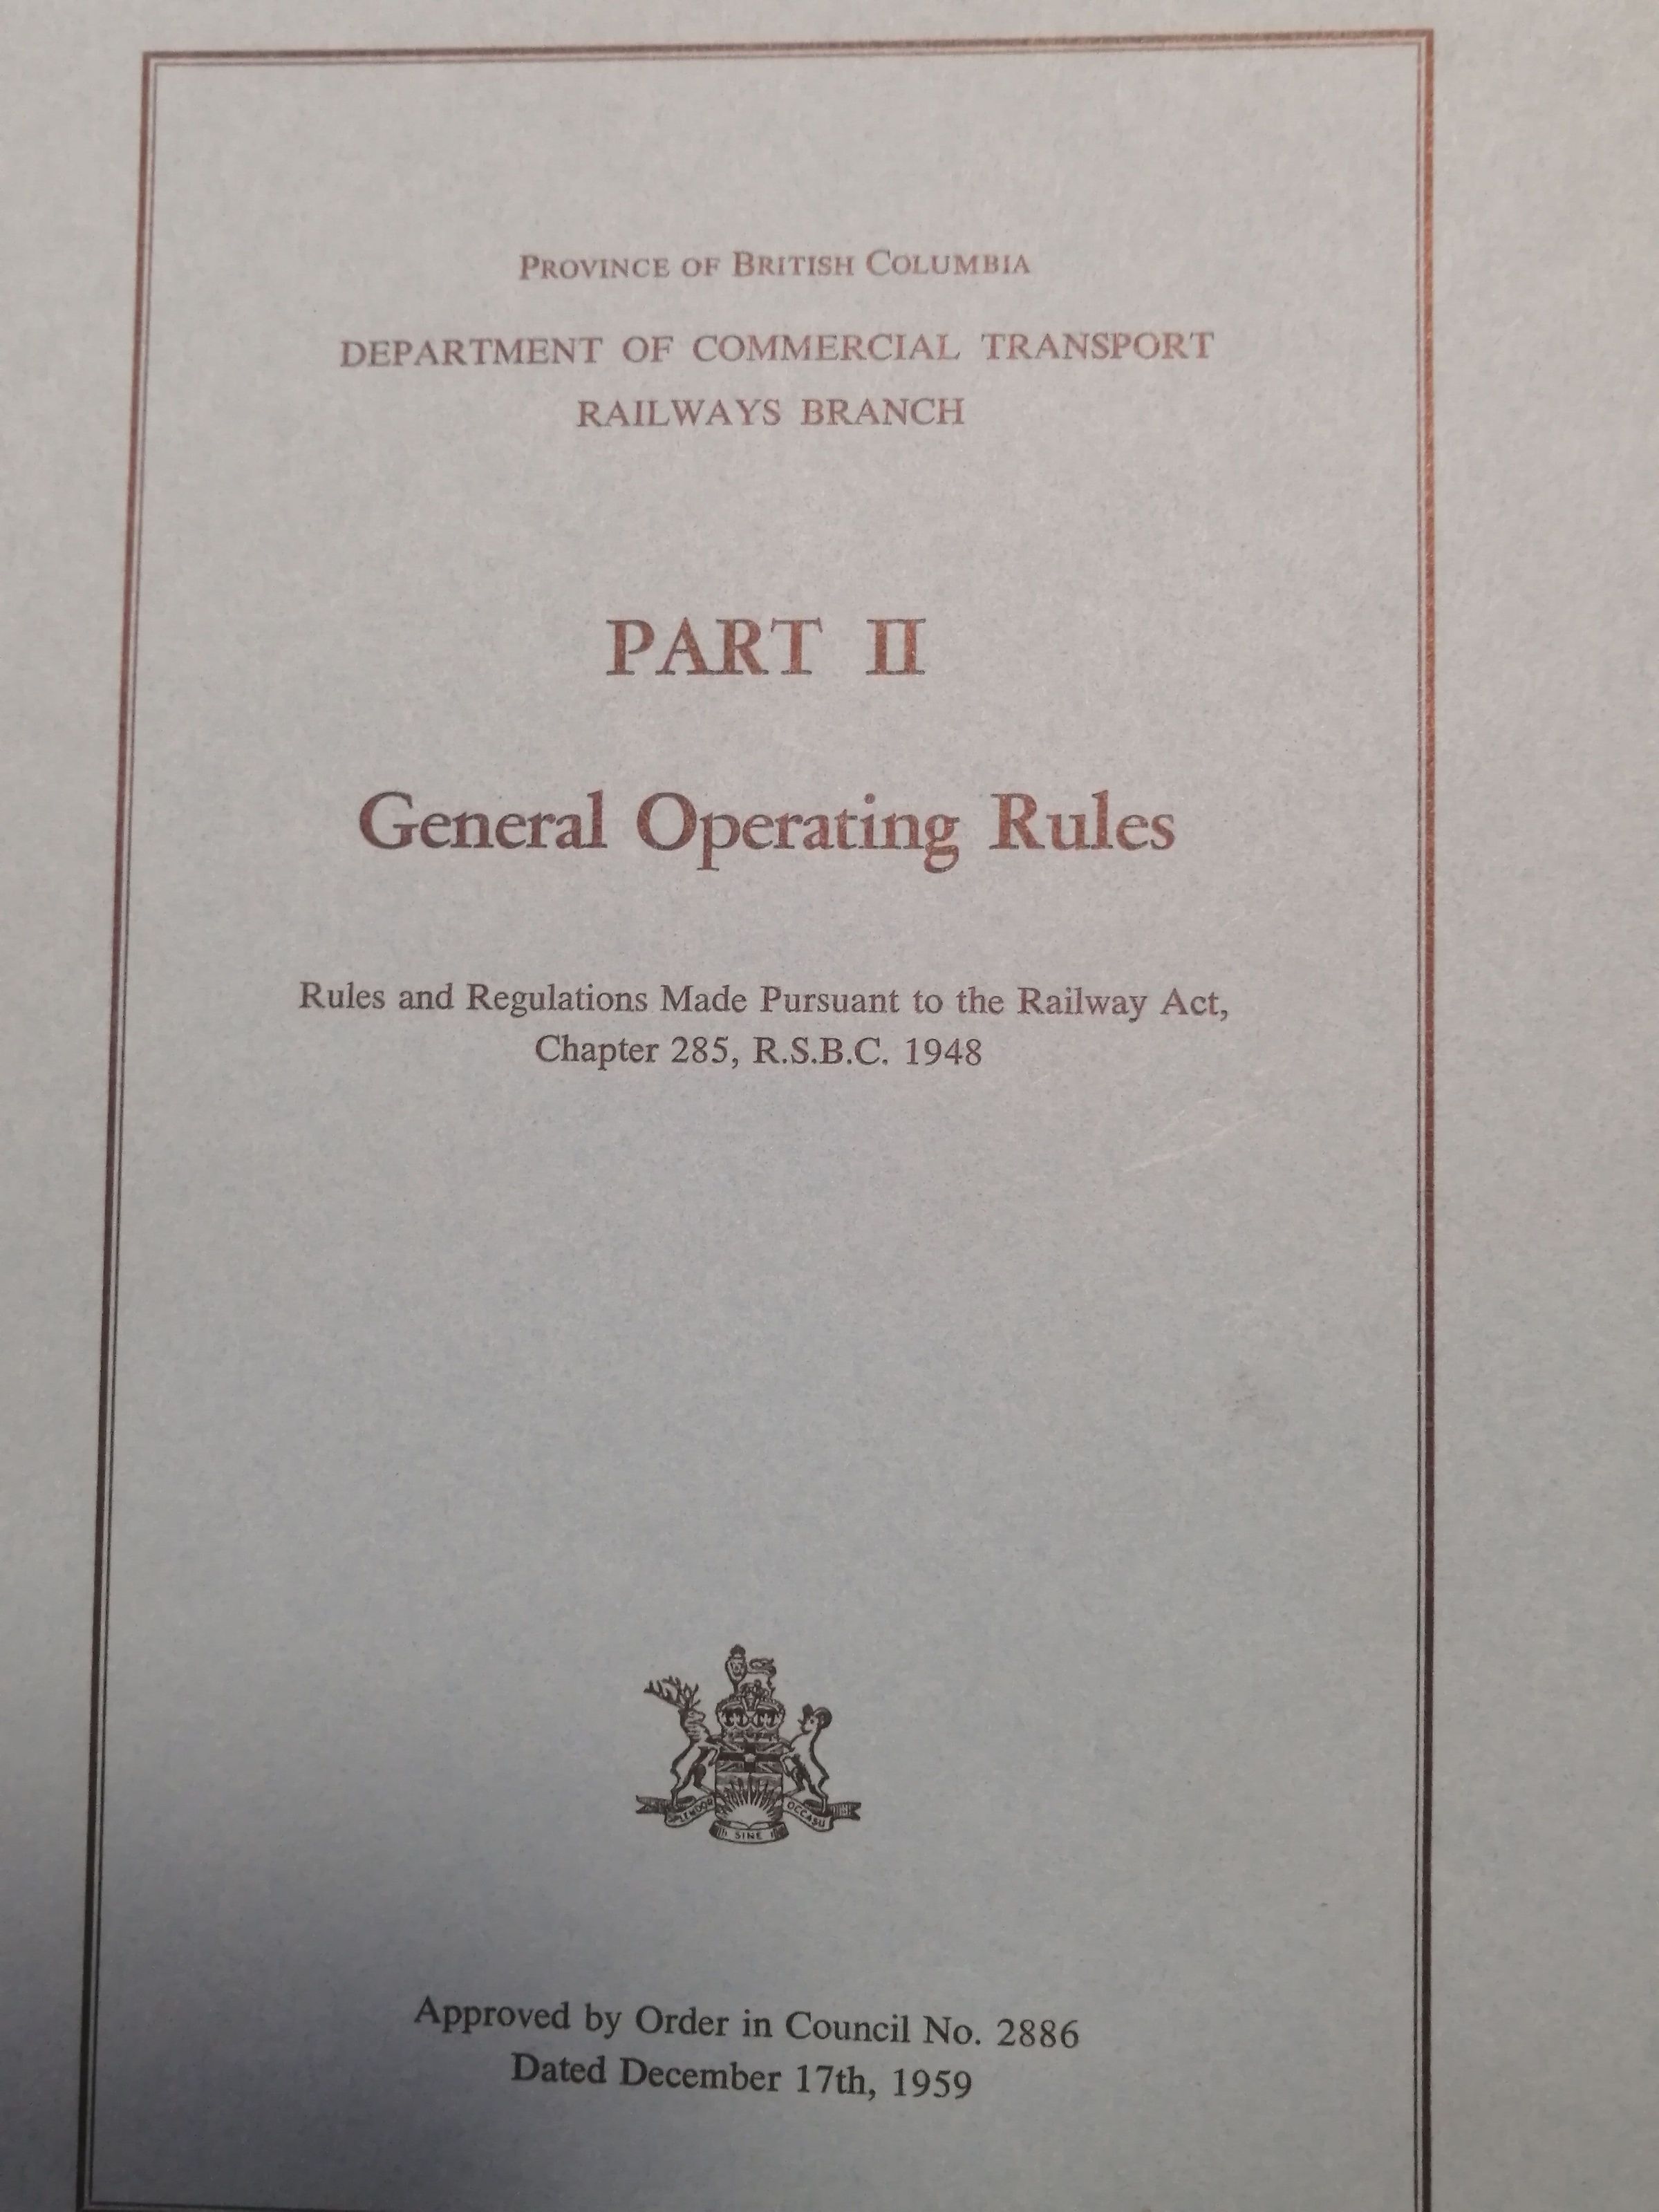 PROVINCE OF BRITISH COLUMBIA
DEPARTMENT OF COMMERCIAL TRANSPORT
RAILWAYS BRANCH
PART II
General Operating Rules
Rules and Regulations Made Pursuant to the Railway Act,
Chapter 285, R.S.B.C. 1948
SPLENDOR SINE OCCASU
Approved by Order in Council No. 2886
Dated December 17th, 1959